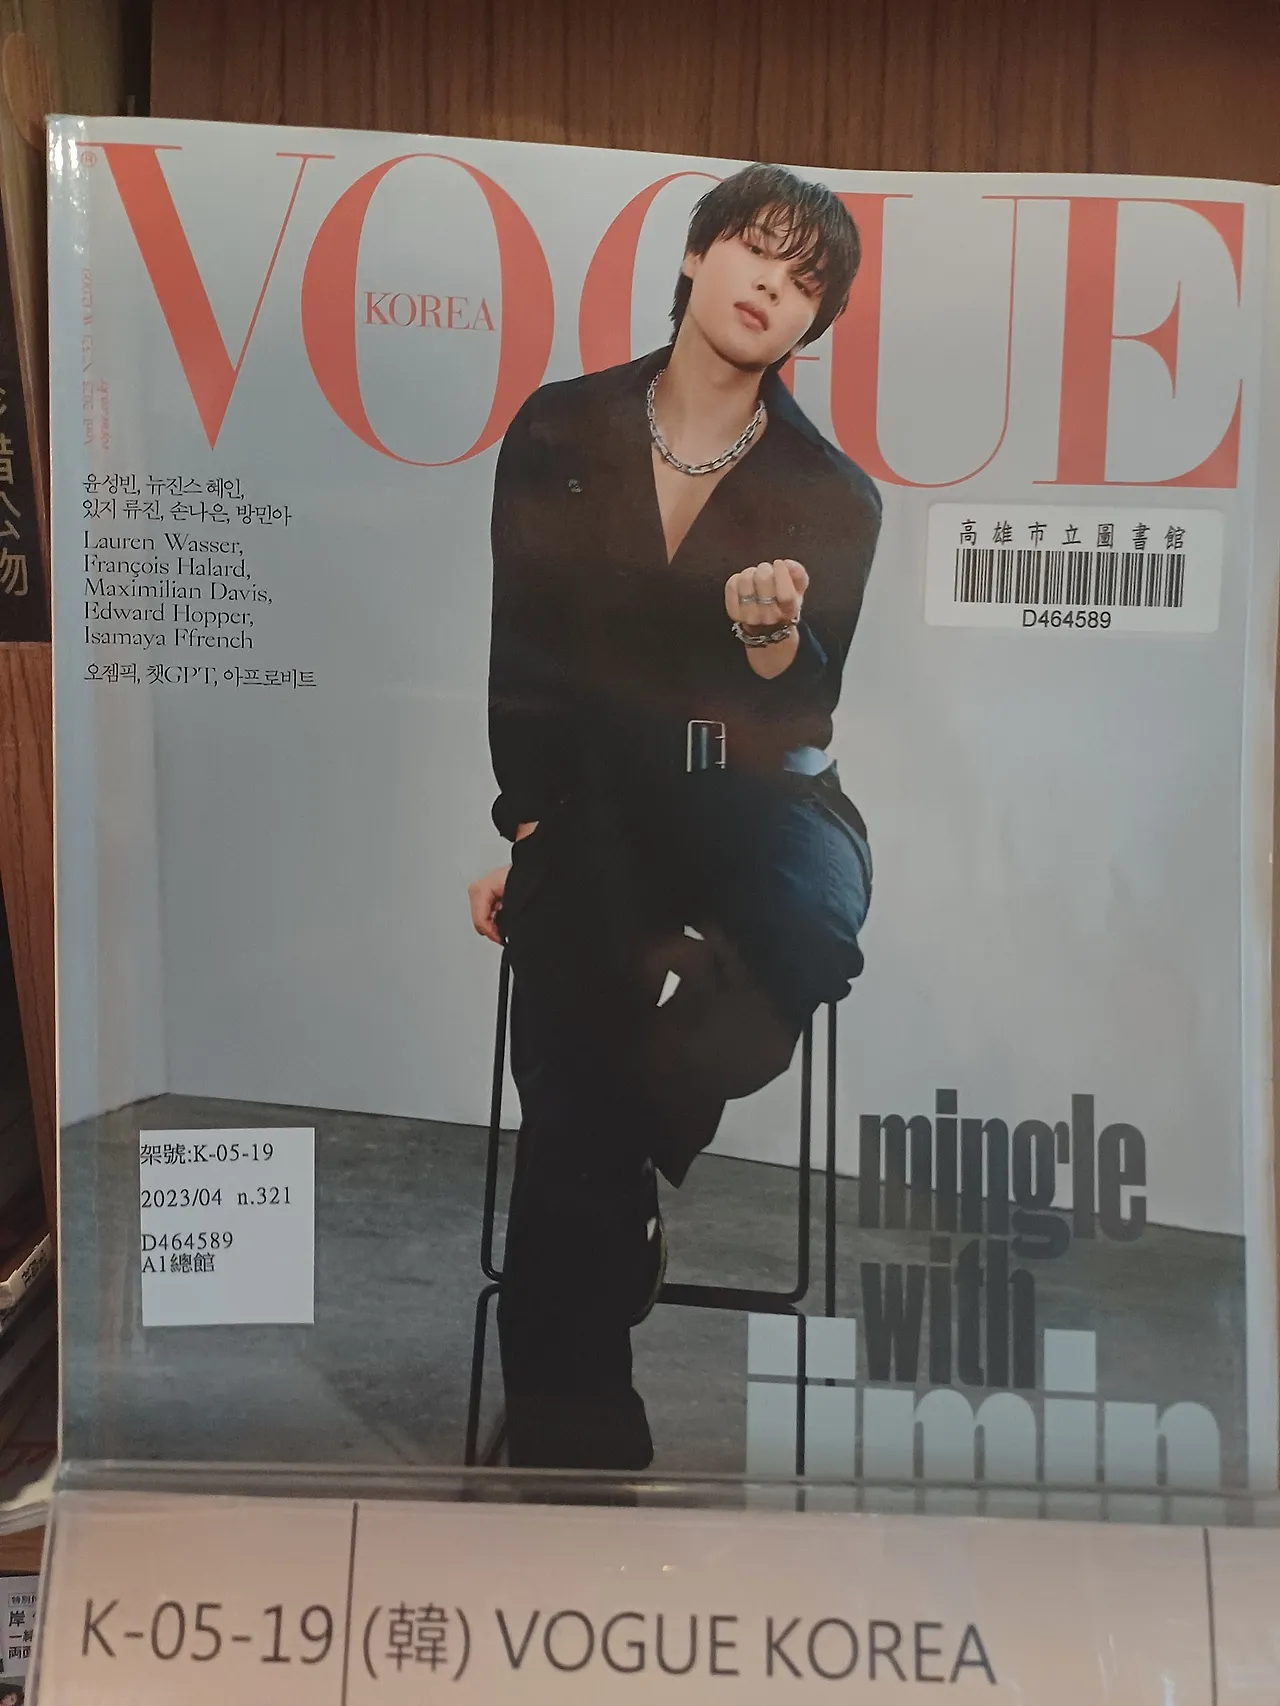 VOGUE
KOREA
윤성빈, 뉴진스 혜인,
있지 류진, 손나은, 방민아
Lauren Wasser,
François Halard,
Maximilian Davis,
Edward Hopper,
Isamaya Ffrench
오젬픽, 챗GPT, 아프로비트
高雄市立圖書館
D464589
mingle
with
jimin
架號:K-05-19
2023/04 n.321
D464589
A1總館
K-05-19 (韓) VOGUE KOREA